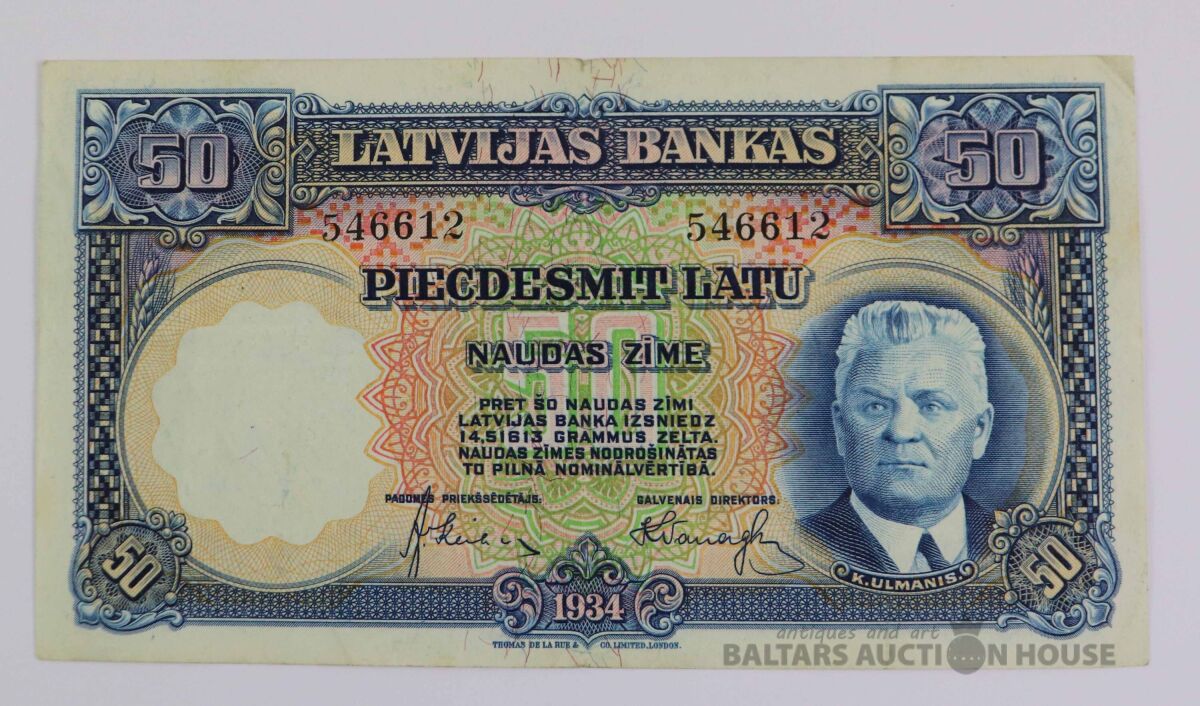 50 LATVIJAS BANKAS 50
546612 546612
PIECDESMIT LATU
50
NAUDAS ZĪME
PRET ŠO NAUDAS ZĪMI
LATVIJAS BANKA IZSNIEDZ
14,51613 GRAMMUS ZELTA.
NAUDAS ZĪMES NODROŠINĀTAS
TO PILNĀ NOMINĀLVĒRTĪBĀ.
PADOMES PRIEKŠSĒDĒTĀJS: GALVENAIS DIREKTORS:
50 K. ULMANIS. 50
1934
THOMAS DE LA RUE & CO. LIMITED. LONDON.
antiques and art
BALTARS AUCTION HOUSE